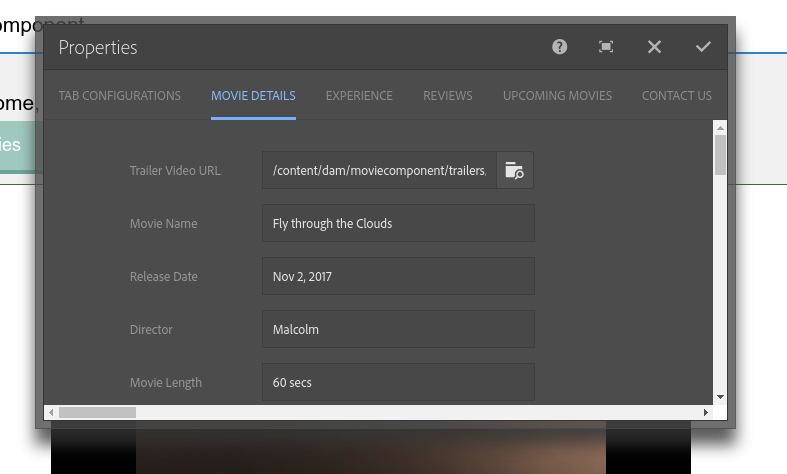 omponent
Properties
TAB CONFIGURATIONS MOVIE DETAILS EXPERIENCE REVIEWS UPCOMING MOVIES CONTACT US
ome,
ies
Trailer Video URL /content/dam/moviecomponent/trailers.
Movie Name Fly through the Clouds
Release Date Nov 2, 2017
Director Malcolm
Movie Length 60 secs